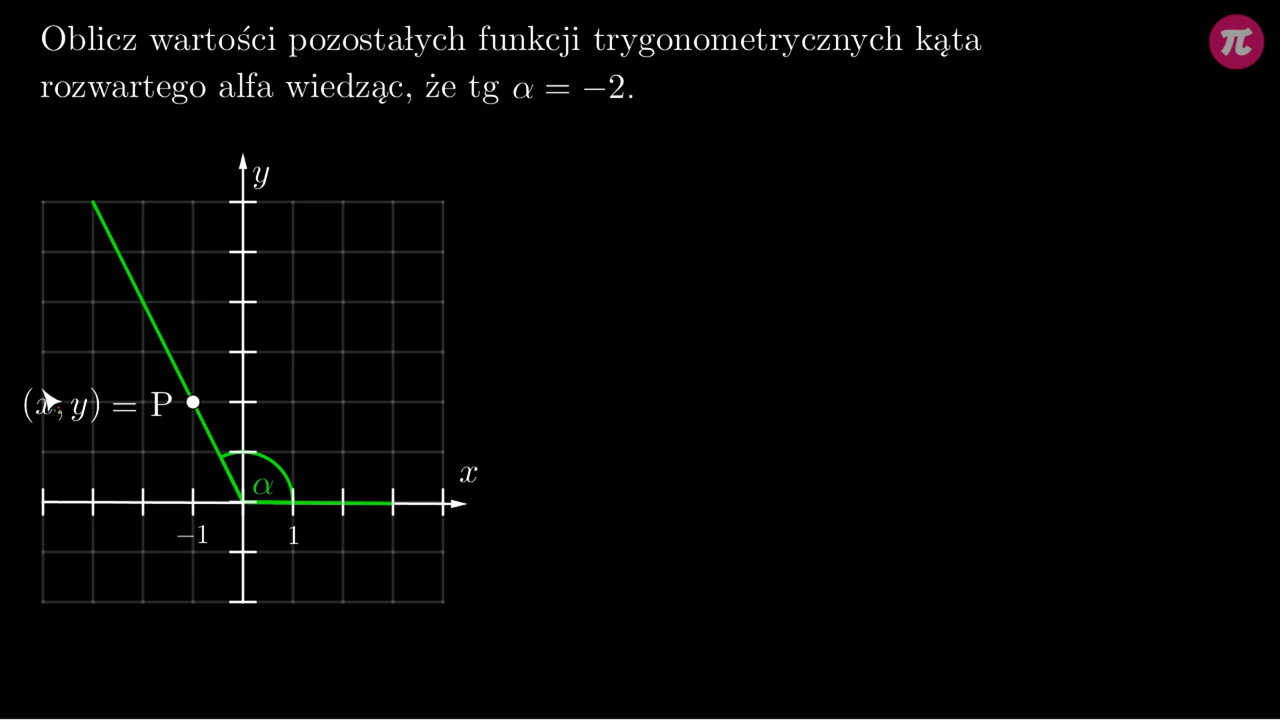 Oblicz wartości pozostałych funkcji trygonometrycznych kąta
rozwartego alfa wiedząc, że tg α = −2.
π
y
(x, y) = P
α
x
−1
1